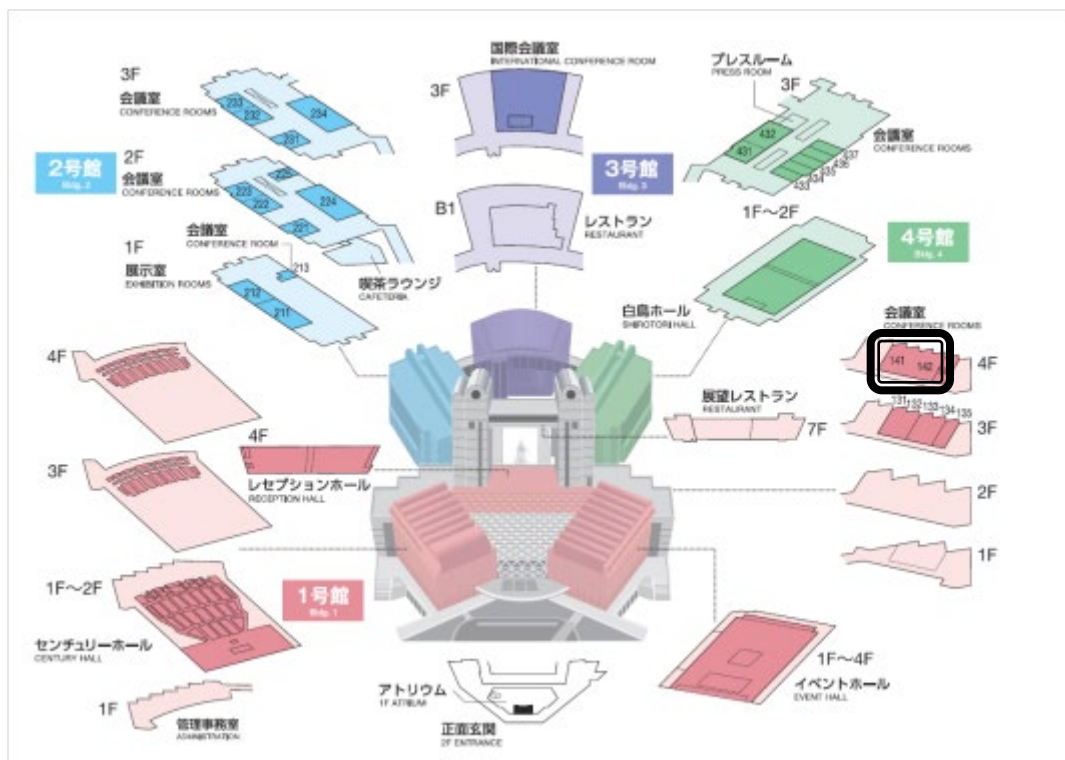 国際会議室
INTERNATIONAL CONFERENCE ROOM
3F
プレスルーム
PRESS ROOM
3F
3F
会議室
CONFERENCE ROOMS
233
232
234
231
432
431
会議室
CONFERENCE ROOMS
437
436
435
434
433
2号館
Bldg. 2
2F
会議室
CONFERENCE ROOMS
225
223
222
224
221
3号館
Bldg. 3
B1
レストラン
RESTAURANT
1F～2F
4号館
Bldg. 4
会議室
CONFERENCE ROOM
213
1F
展示室
EXHIBITION ROOMS
212
211
喫茶ラウンジ
CAFETERIA
白鳥ホール
SHIROTORI HALL
会議室
CONFERENCE ROOMS
141
142
4F
4F
展望レストラン
RESTAURANT
7F
131
132
133
134
135
3F
4F
レセプションホール
RECEPTION HALL
3F
2F
1F
1F～2F
1号館
Bldg. 1
センチュリーホール
CENTURY HALL
1F～4F
イベントホール
EVENT HALL
1F
管理事務室
ADMINISTRATION
アトリウム
1F ATRIUM
正面玄関
2F ENTRANCE